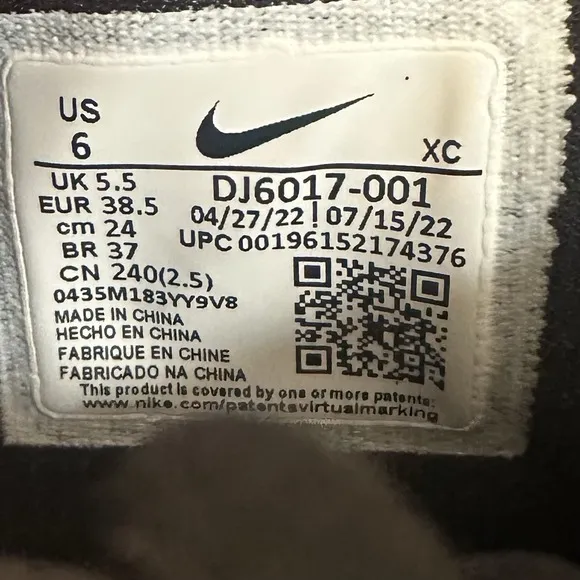 US
6
XC
UK 5.5
EUR 38.5
cm 24
BR 37
CN 240(2.5)
DJ6017-001
04/27/22 | 07/15/22
UPC 00196152174376
0435M183YY9V8
MADE IN CHINA
HECHO EN CHINA
FABRIQUE EN CHINE
FABRICADO NA CHINA
This product is covered by one or more patents:
www.nike.com/patentsvirtualmarking